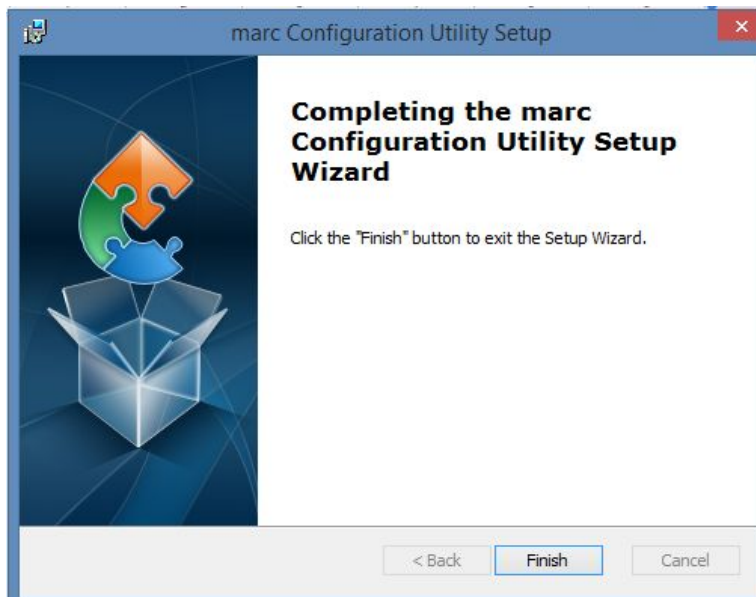 marc Configuration Utility Setup
Completing the marc
Configuration Utility Setup
Wizard
Click the "Finish" button to exit the Setup Wizard.
< Back Finish Cancel